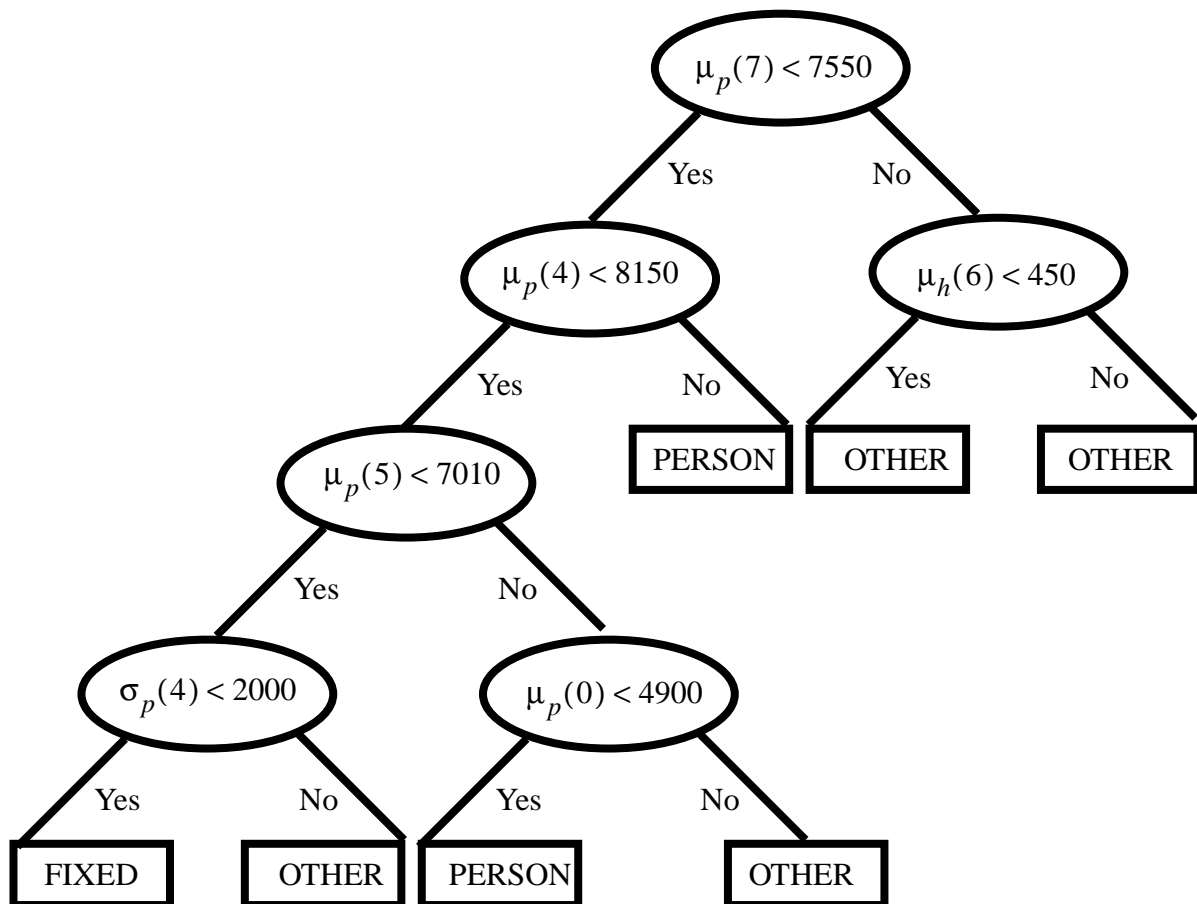 μp(7) < 7550
Yes No
μp(4) < 8150 μh(6) < 450
Yes No Yes No
PERSON OTHER OTHER
μp(5) < 7010
Yes No
σp(4) < 2000 μp(0) < 4900
Yes No Yes No
FIXED OTHER PERSON OTHER